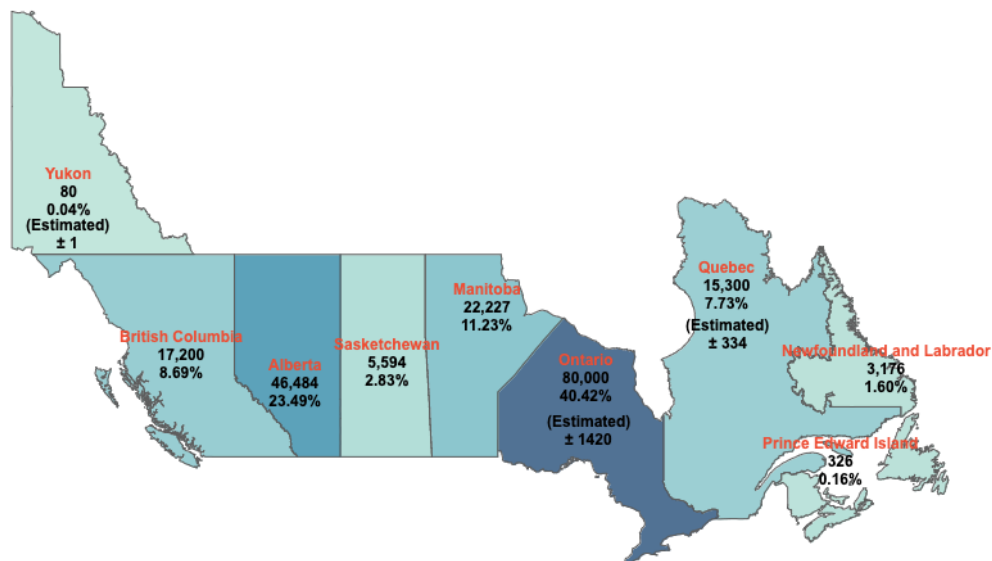 Yukon
80
0.04%
(Estimated)
± 1
British Columbia
17,200
8.69%
Alberta
46,484
23.49%
Sasketchewan
5,594
2.83%
Manitoba
22,227
11.23%
Ontario
80,000
40.42%
(Estimated)
± 1420
Quebec
15,300
7.73%
(Estimated)
± 334
Newfoundland and Labrador
3,176
1.60%
Prince Edward Island
326
0.16%